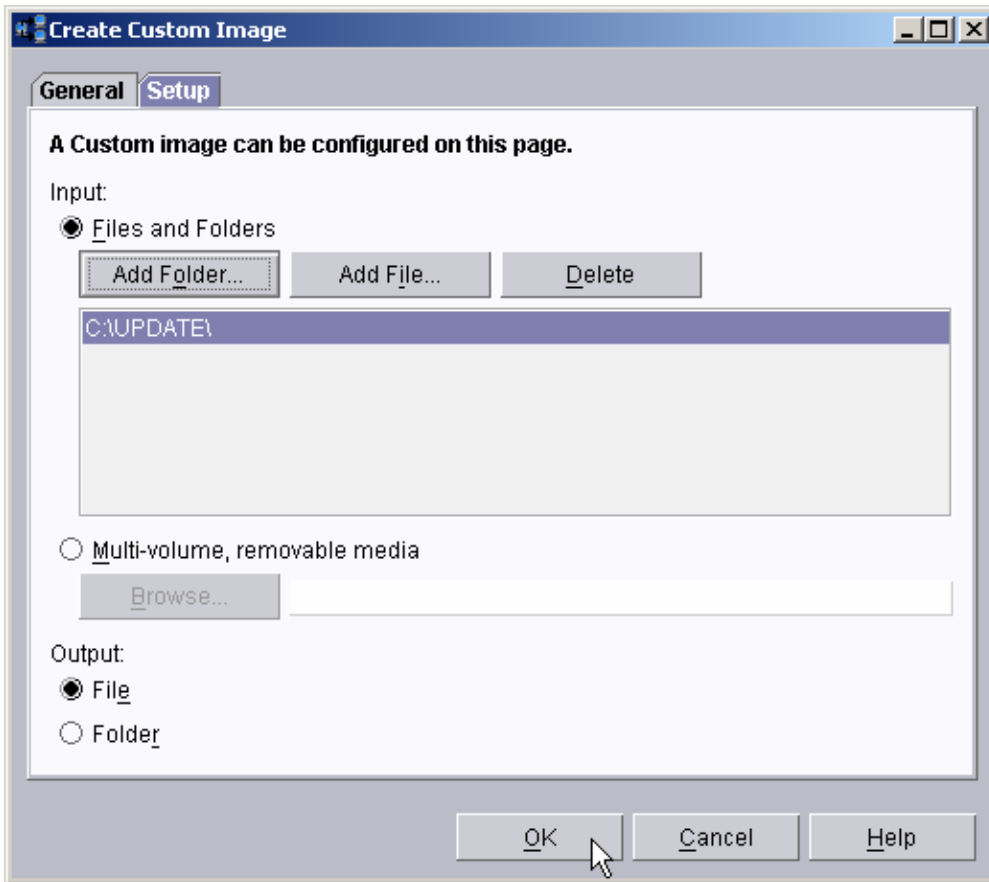 Create Custom Image
General Setup
A Custom image can be configured on this page.
Input:
Files and Folders
Add Folder... Add File... Delete
C:\UPDATE\
Multi-volume, removable media
Browse...
Output:
File
Folder
OK Cancel Help